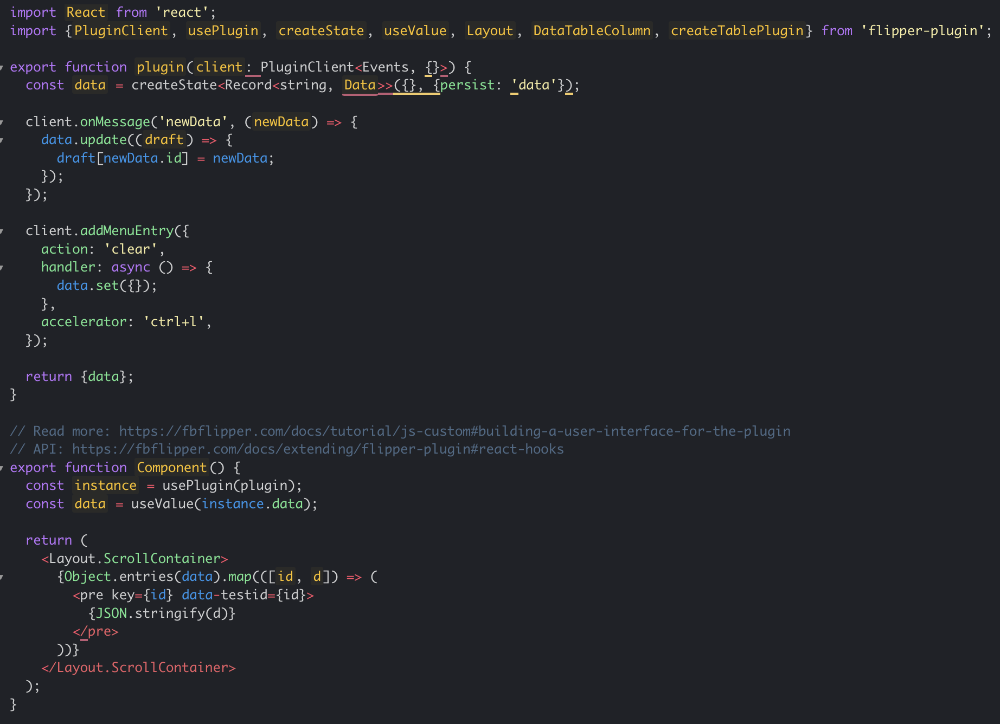 import React from 'react';
import {PluginClient, usePlugin, createState, useValue, Layout, DataTableColumn, createTablePlugin} from 'flipper-plugin';
export function plugin(client: PluginClient<Events, {}>) {
const data = createState<Record<string, Data>>({}, {persist: 'data'});
client.onMessage('newData', (newData) => {
data.update((draft) => {
draft[newData.id] = newData;
});
});
client.addMenuEntry({
action: 'clear',
handler: async () => {
data.set({});
},
accelerator: 'ctrl+l',
});
return {data};
}
// Read more: https://fbflipper.com/docs/tutorial/js-custom#building-a-user-interface-for-the-plugin
// API: https://fbflipper.com/docs/extending/flipper-plugin#react-hooks
export function Component() {
const instance = usePlugin(plugin);
const data = useValue(instance.data);
return (
<Layout.ScrollContainer>
{Object.entries(data).map(([id, d]) => (
<pre key={id} data-testid={id}>
{JSON.stringify(d)}
</pre>
))}
</Layout.ScrollContainer>
);
}